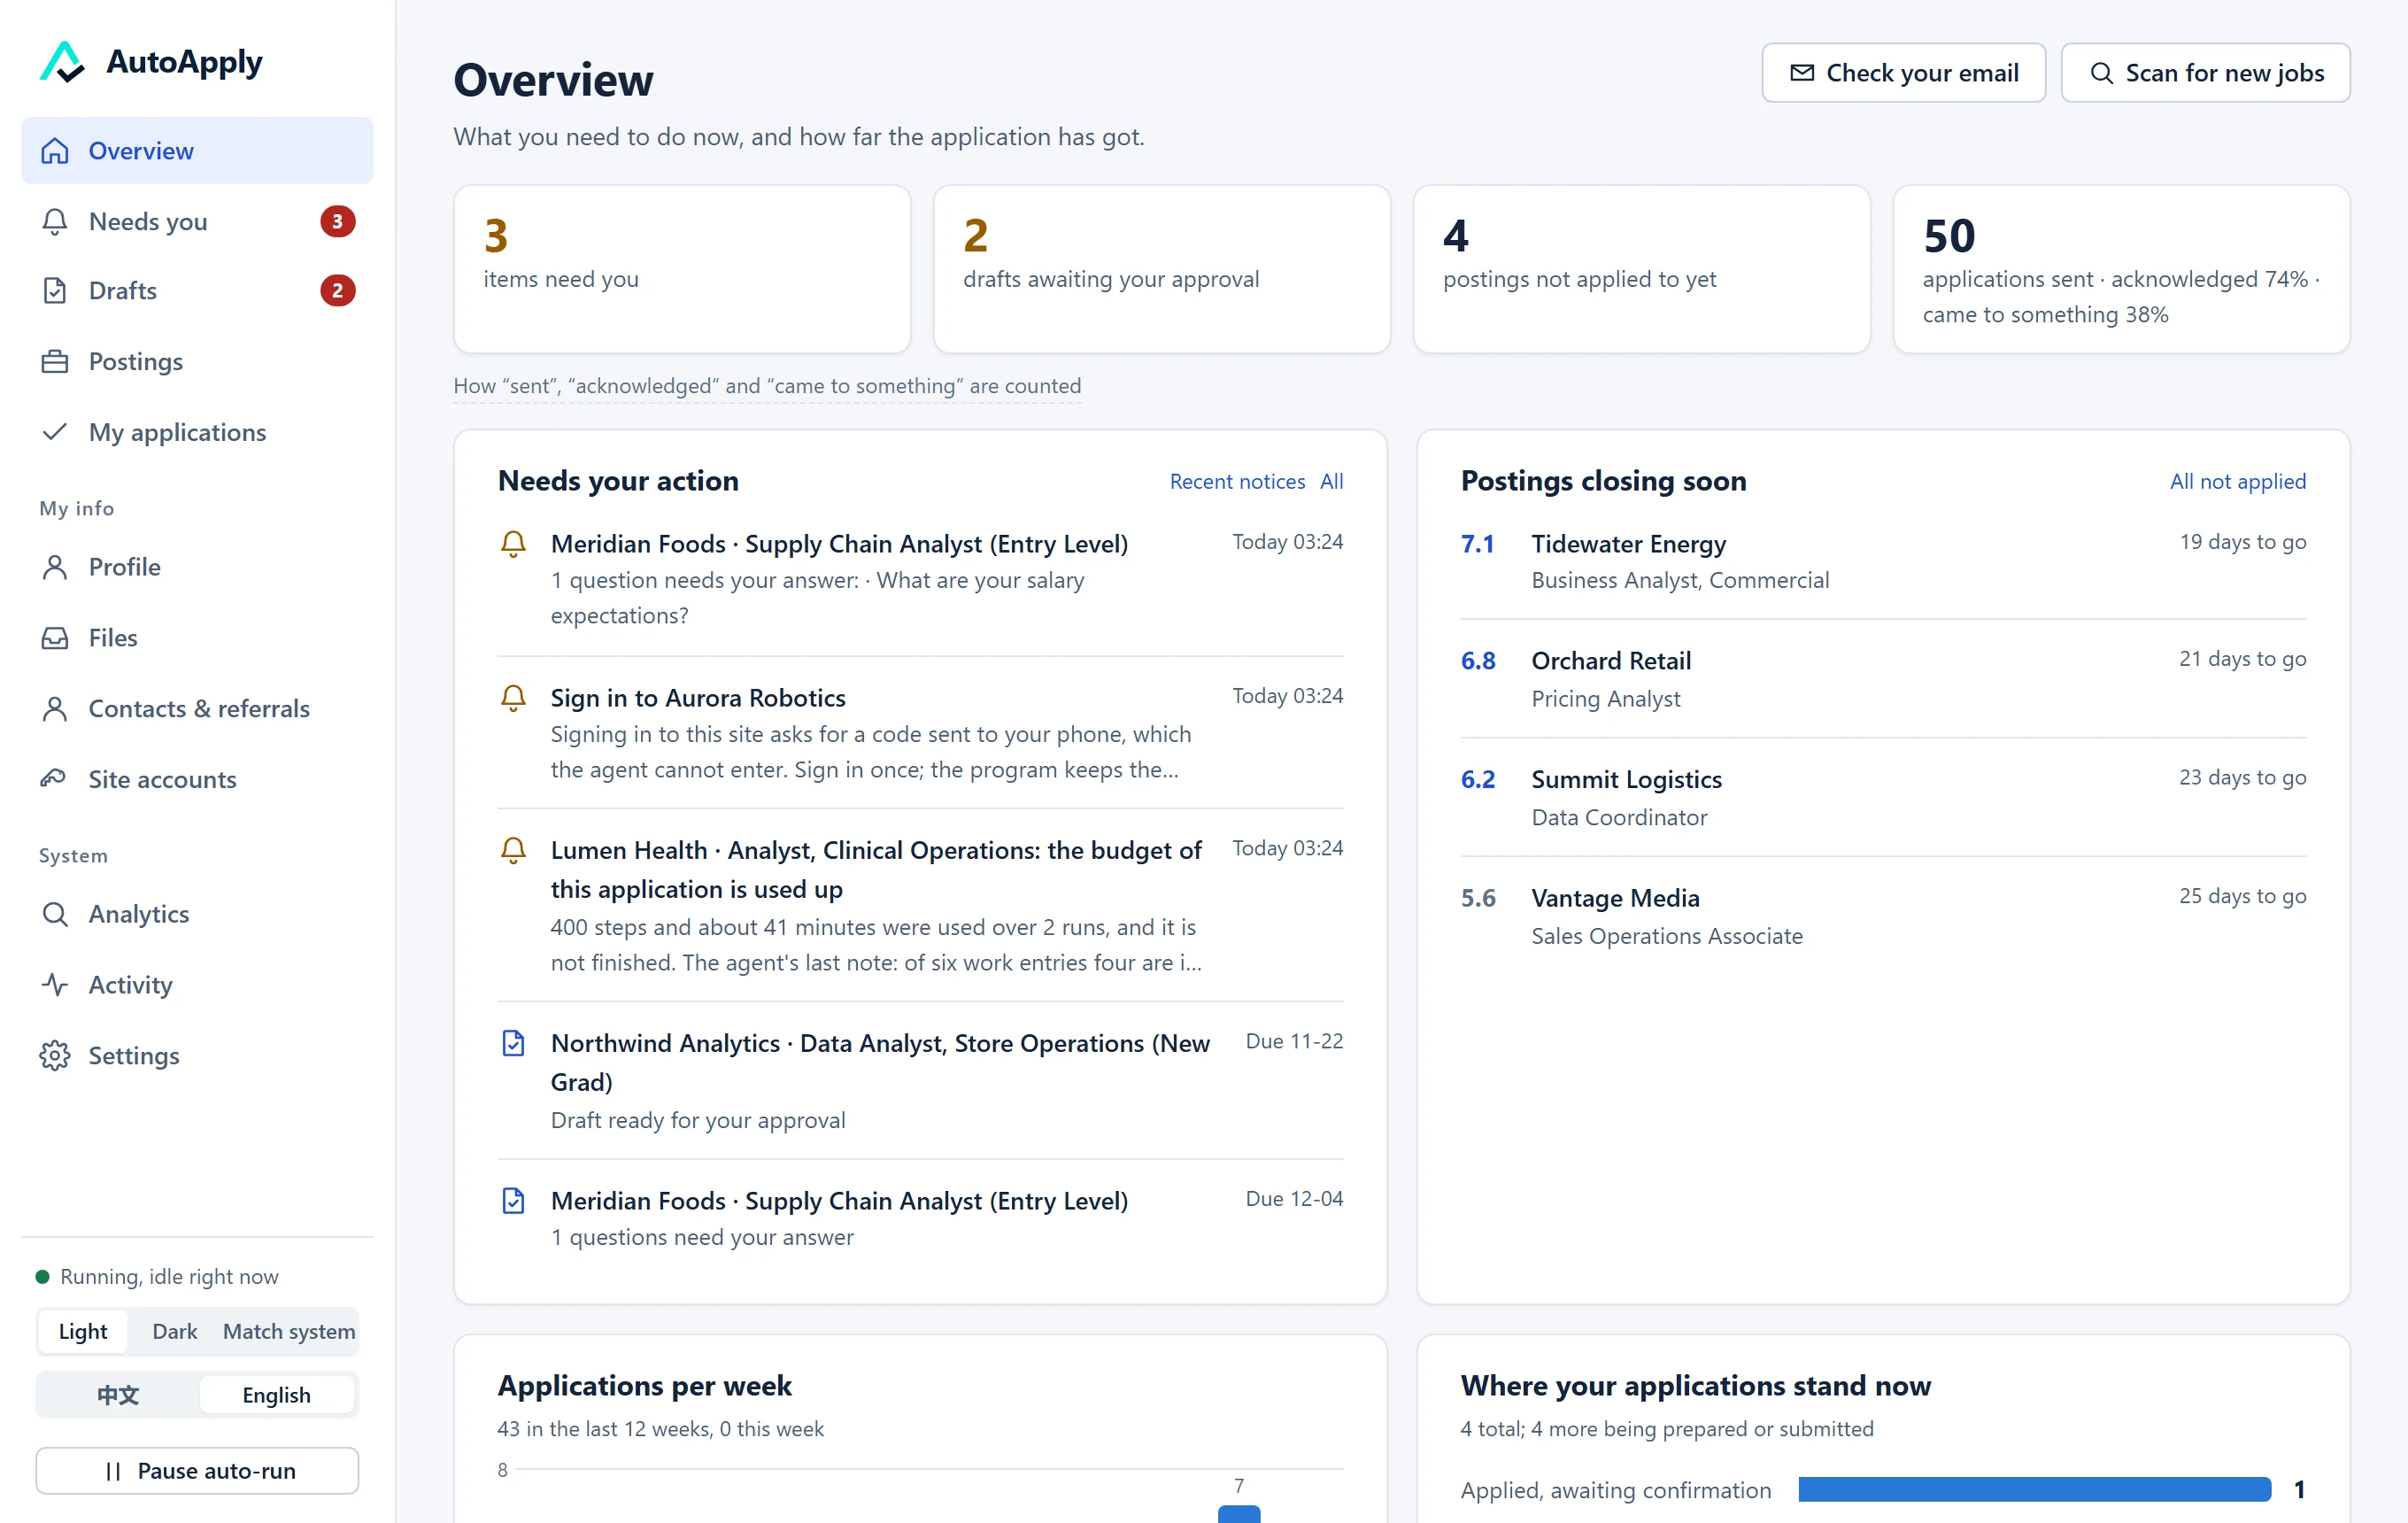 AutoApply
Overview
Needs you
3
Drafts
2
Postings
My applications
My info
Profile
Files
Contacts & referrals
Site accounts
System
Analytics
Activity
Settings
Running, idle right now
Light
Dark
Match system
中文
English
Pause auto-run
Overview
What you need to do now, and how far the application has got.
Check your email
Scan for new jobs
3
items need you
2
drafts awaiting your approval
4
postings not applied to yet
50
applications sent · acknowledged 74% ·
came to something 38%
How “sent”, “acknowledged” and “came to something” are counted
Needs your action
Recent notices
All
Meridian Foods · Supply Chain Analyst (Entry Level)
Today 03:24
1 question needs your answer: · What are your salary
expectations?
Sign in to Aurora Robotics
Today 03:24
Signing in to this site asks for a code sent to your phone, which
the agent cannot enter. Sign in once; the program keeps the...
Lumen Health · Analyst, Clinical Operations: the budget of
Today 03:24
this application is used up
400 steps and about 41 minutes were used over 2 runs, and it is
not finished. The agent's last note: of six work entries four are i...
Northwind Analytics · Data Analyst, Store Operations (New
Due 11-22
Grad)
Draft ready for your approval
Meridian Foods · Supply Chain Analyst (Entry Level)
Due 12-04
1 questions need your answer
Postings closing soon
All not applied
7.1
Tidewater Energy
19 days to go
Business Analyst, Commercial
6.8
Orchard Retail
21 days to go
Pricing Analyst
6.2
Summit Logistics
23 days to go
Data Coordinator
5.6
Vantage Media
25 days to go
Sales Operations Associate
Applications per week
43 in the last 12 weeks, 0 this week
8
7
Where your applications stand now
4 total; 4 more being prepared or submitted
Applied, awaiting confirmation
1